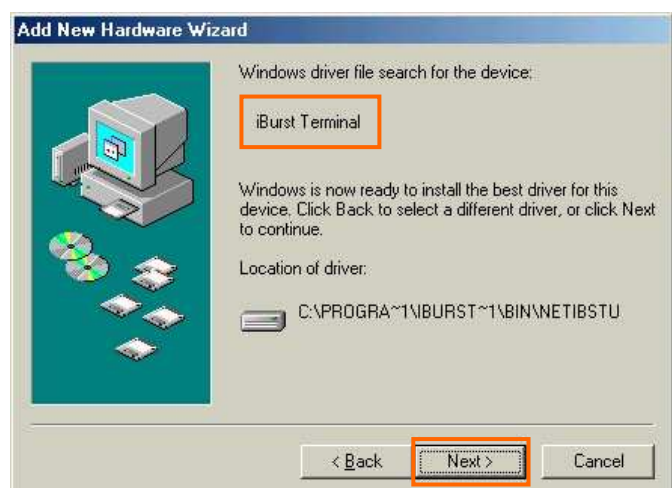 Add New Hardware Wizard
Windows driver file search for the device:
iBurst Terminal
Windows is now ready to install the best driver for this
device. Click Back to select a different driver, or click Next
to continue.
Location of driver:
C:\PROGRA~1\IBURST~1\BIN\NETIBSTU
< Back
Next >
Cancel